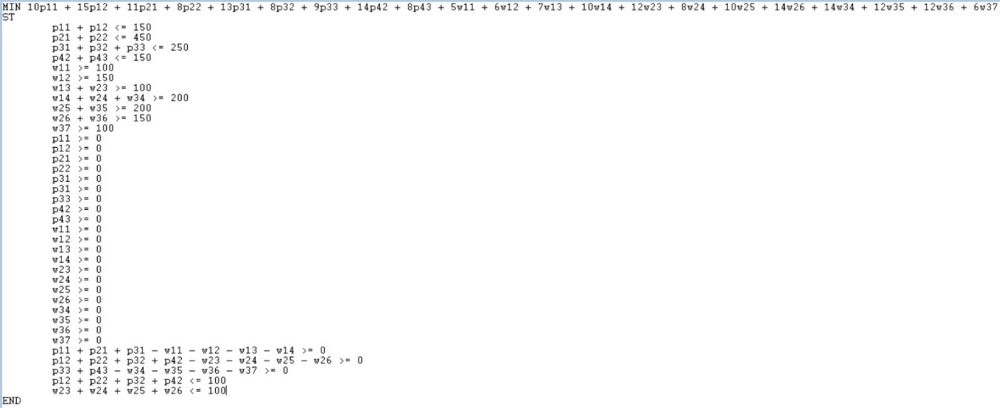 MIN 10p11 + 15p12 + 11p21 + 8p22 + 13p31 + 8p32 + 9p33 + 14p42 + 8p43 + 5w11 + 6w12 + 7w13 + 10w14 + 12w23 + 8w24 + 10w25 + 14w26 + 14w34 + 12w35 + 12w36 + 6w37
ST
p11 + p12 <= 150
p21 + p22 <= 450
p31 + p32 + p33 <= 250
p42 + p43 <= 150
w11 >= 100
w12 >= 150
w13 + w23 >= 100
w14 + w24 + w34 >= 200
w25 + w35 >= 200
w26 + w36 >= 150
w37 >= 100
p11 >= 0
p12 >= 0
p21 >= 0
p22 >= 0
p31 >= 0
p31 >= 0
p33 >= 0
p42 >= 0
p43 >= 0
w11 >= 0
w12 >= 0
w13 >= 0
w14 >= 0
w23 >= 0
w24 >= 0
w25 >= 0
w26 >= 0
w34 >= 0
w35 >= 0
w36 >= 0
w37 >= 0
p11 + p21 + p31 - w11 - w12 - w13 - w14 >= 0
p12 + p22 + p32 + p42 - w23 - w24 - w25 - w26 >= 0
p33 + p43 - w34 - w35 - w36 - w37 >= 0
p12 + p22 + p32 + p42 <= 100
w23 + w24 + w25 + w26 <= 100
END